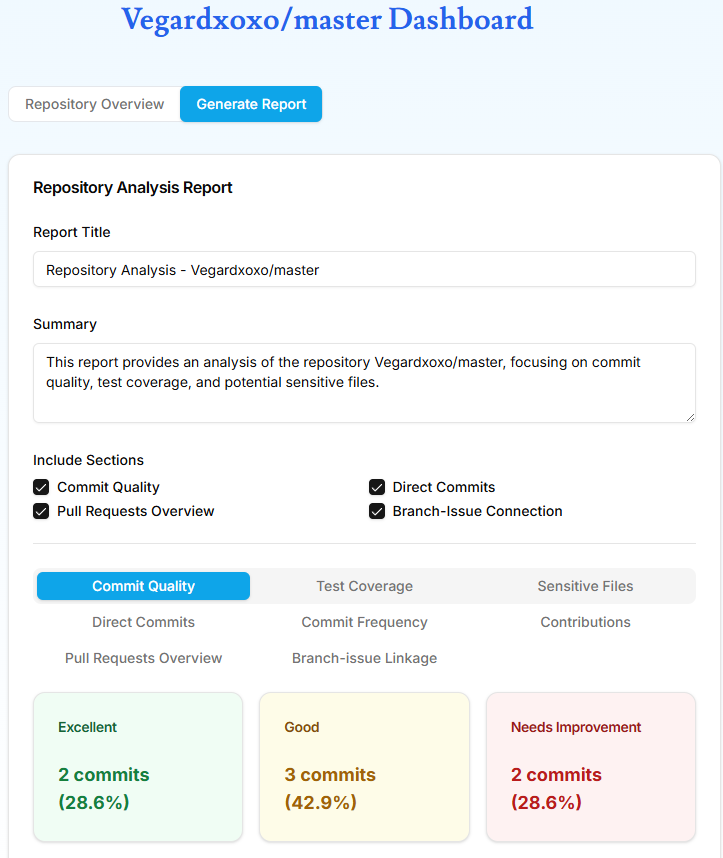 Vegardxoxo/master Dashboard
Repository Overview
Generate Report
Repository Analysis Report
Report Title
Repository Analysis - Vegardxoxo/master
Summary
This report provides an analysis of the repository Vegardxoxo/master, focusing on commit
quality, test coverage, and potential sensitive files.
Include Sections
Commit Quality
Direct Commits
Pull Requests Overview
Branch-Issue Connection
Commit Quality
Test Coverage
Sensitive Files
Direct Commits
Commit Frequency
Contributions
Pull Requests Overview
Branch-issue Linkage
Excellent
2 commits
(28.6%)
Good
3 commits
(42.9%)
Needs Improvement
2 commits
(28.6%)